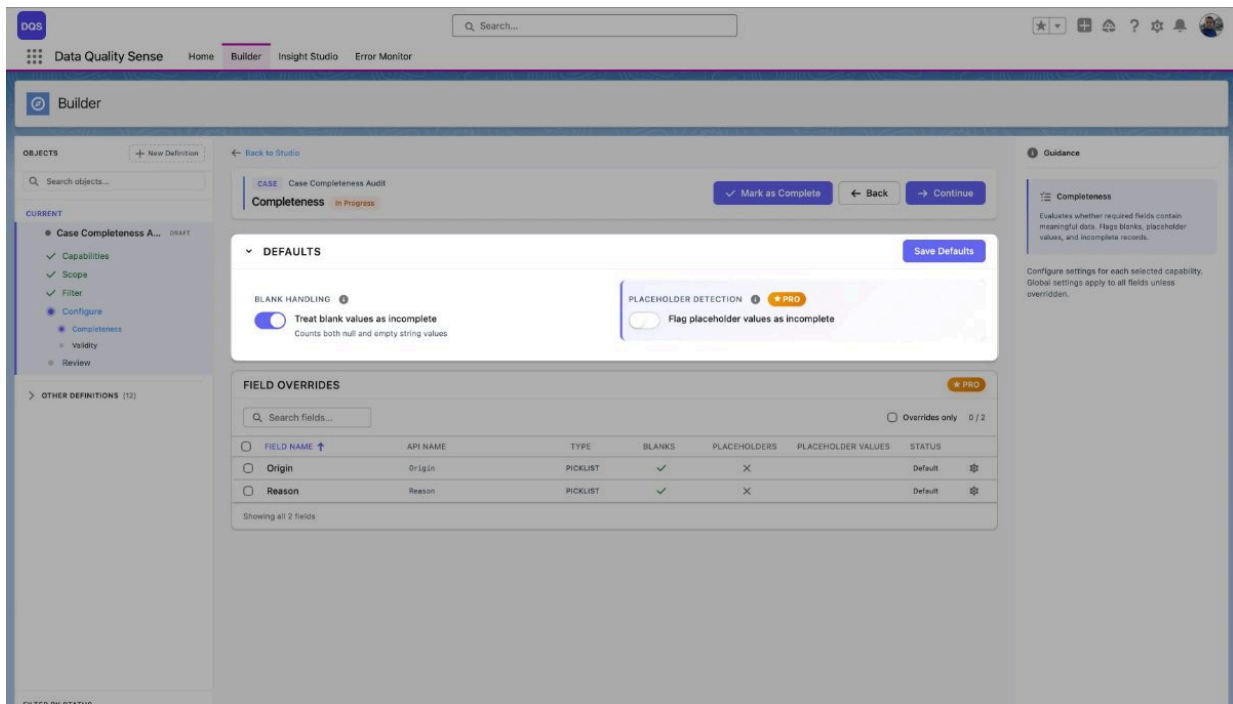 DQS
Search...
Data Quality Sense
Home
Builder
Insight Studio
Error Monitor
Builder
OBJECTS
New Definition
Search objects...
CURRENT
Case Completeness A... DRAFT
Capabilities
Scope
Filter
Configure
Completeness
Validity
Review
OTHER DEFINITIONS (12)
Back to Studio
CASE Case Completeness Audit
Completeness In Progress
Mark as Complete
Back
Continue
DEFAULTS
Save Defaults
BLANK HANDLING
Treat blank values as incomplete
Counts both null and empty string values
PLACEHOLDER DETECTION PRO
Flag placeholder values as incomplete
FIELD OVERRIDES
PRO
Search fields...
Overrides only 0 / 2
FIELD NAME API NAME TYPE BLANKS PLACEHOLDERS PLACEHOLDER VALUES STATUS
Origin Origin PICKLIST Default
Reason Reason PICKLIST Default
Showing all 2 fields
Guidance
Completeness
Evaluates whether required fields contain
meaningful data. Flags blanks, placeholder
values, and incomplete records.
Configure settings for each selected capability.
Global settings apply to all fields unless
overridden.
FILTER BY STATUS